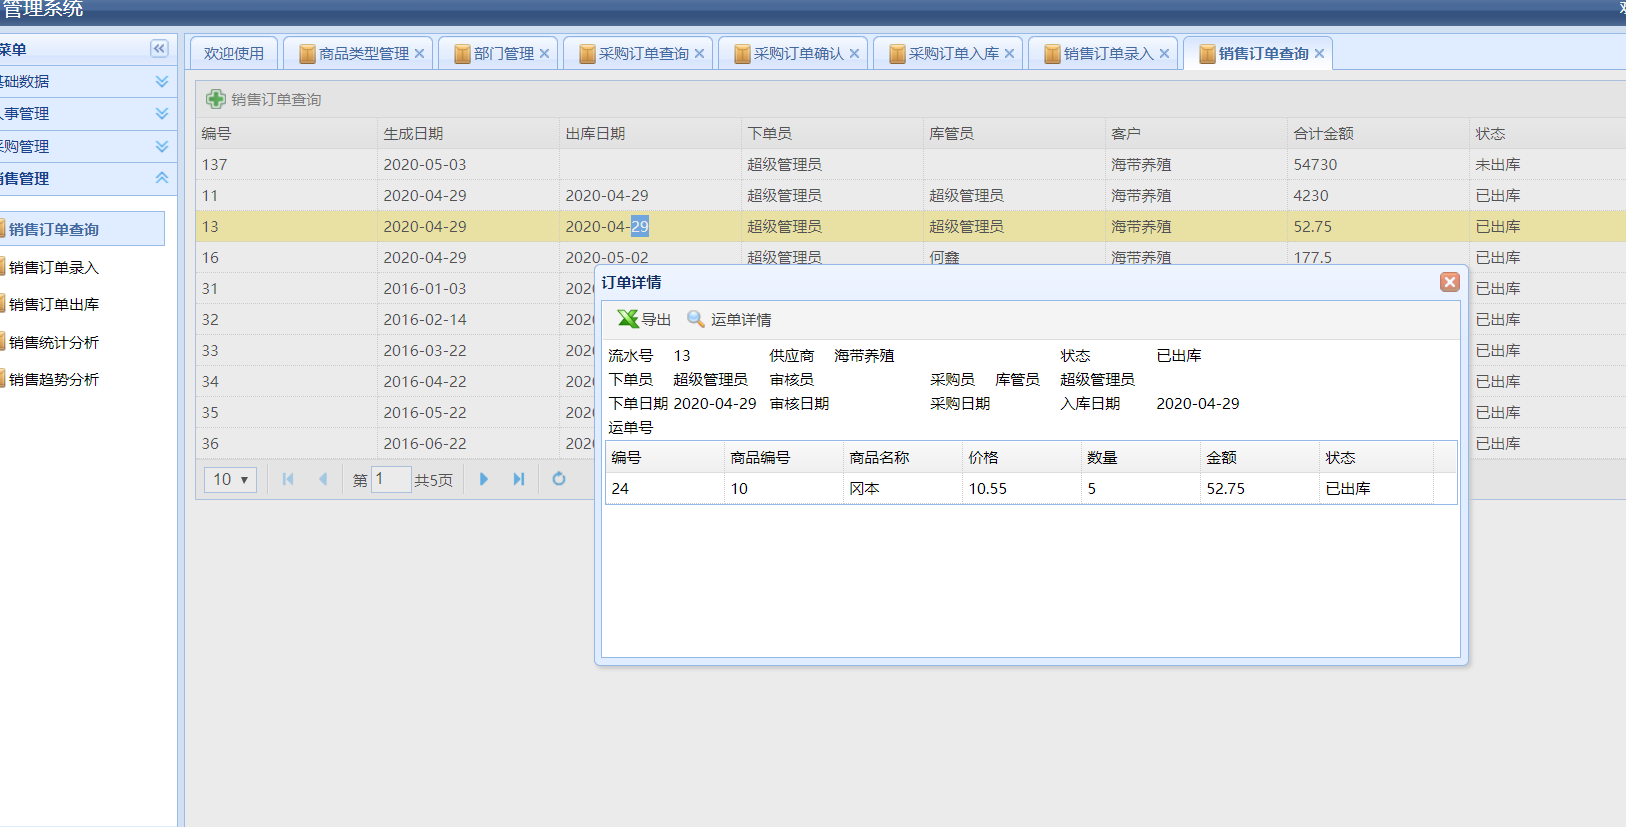 管理系统
菜单
基础数据
人事管理
采购管理
销售管理
销售订单查询
销售订单录入
销售订单出库
销售统计分析
销售趋势分析
欢迎使用 商品类型管理 部门管理 采购订单查询 采购订单确认 采购订单入库 销售订单录入 销售订单查询
销售订单查询
编号 生成日期 出库日期 下单员 库管员 客户 合计金额 状态
137 2020-05-03 超级管理员 海带养殖 54730 未出库
11 2020-04-29 2020-04-29 超级管理员 超级管理员 海带养殖 4230 已出库
13 2020-04-29 2020-04-29 超级管理员 超级管理员 海带养殖 52.75 已出库
16 2020-04-29 2020-05-02 超级管理员 何鑫 海带养殖 177.5 已出库
31 2016-01-03 202 已出库
32 2016-02-14 202 已出库
33 2016-03-22 202 已出库
34 2016-04-22 202 已出库
35 2016-05-22 202 已出库
36 2016-06-22 202 已出库
10 第 1 共5页
订单详情
导出 运单详情
流水号 13 供应商 海带养殖 状态 已出库
下单员 超级管理员 审核员 采购员 库管员 超级管理员
下单日期 2020-04-29 审核日期 采购日期 入库日期 2020-04-29
运单号
编号 商品编号 商品名称 价格 数量 金额 状态
24 10 冈本 10.55 5 52.75 已出库